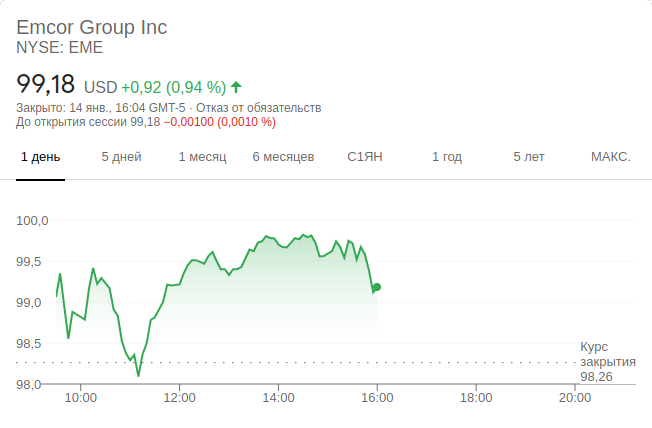 Emcor Group Inc
NYSE: EME
99,18 USD +0,92 (0,94 %)
Закрыто: 14 янв., 16:04 GMT-5 · Отказ от обязательств
До открытия сессии 99,18 −0,00100 (0,0010 %)
1 день 5 дней 1 месяц 6 месяцев С1ЯН 1 год 5 лет МАКС.
100,0
99,5
99,0
98,5
Курс
закрытия
98,26
98,0
10:00 12:00 14:00 16:00 18:00 20:00